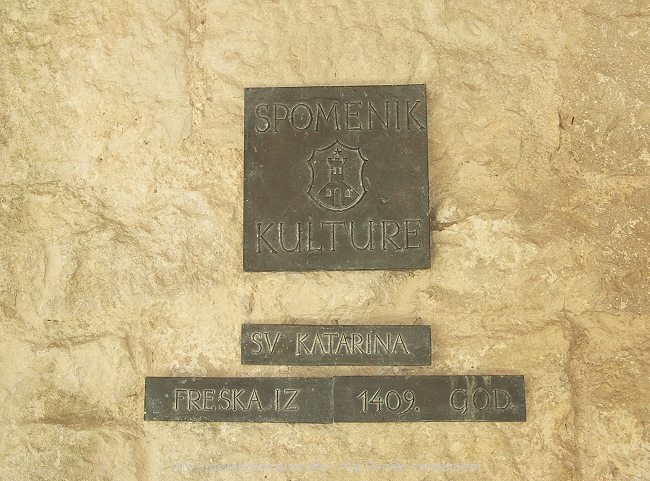 SPOMENIK
KULTURE
SV KATARINA
FRESKA IZ 1409. GOD.